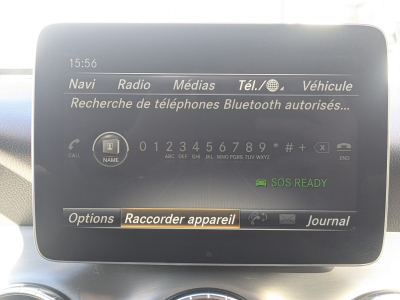 15:56
Navi Radio Médias Tél./ Véhicule
Recherche de téléphones Bluetooth autorisés...
0 1 2 3 4 5 6 7 8 9 * # +
ABC DEF GHI JKL MNO PQRS TUV WXYZ
CALL NAME END
SOS READY
Options Raccorder appareil Journal